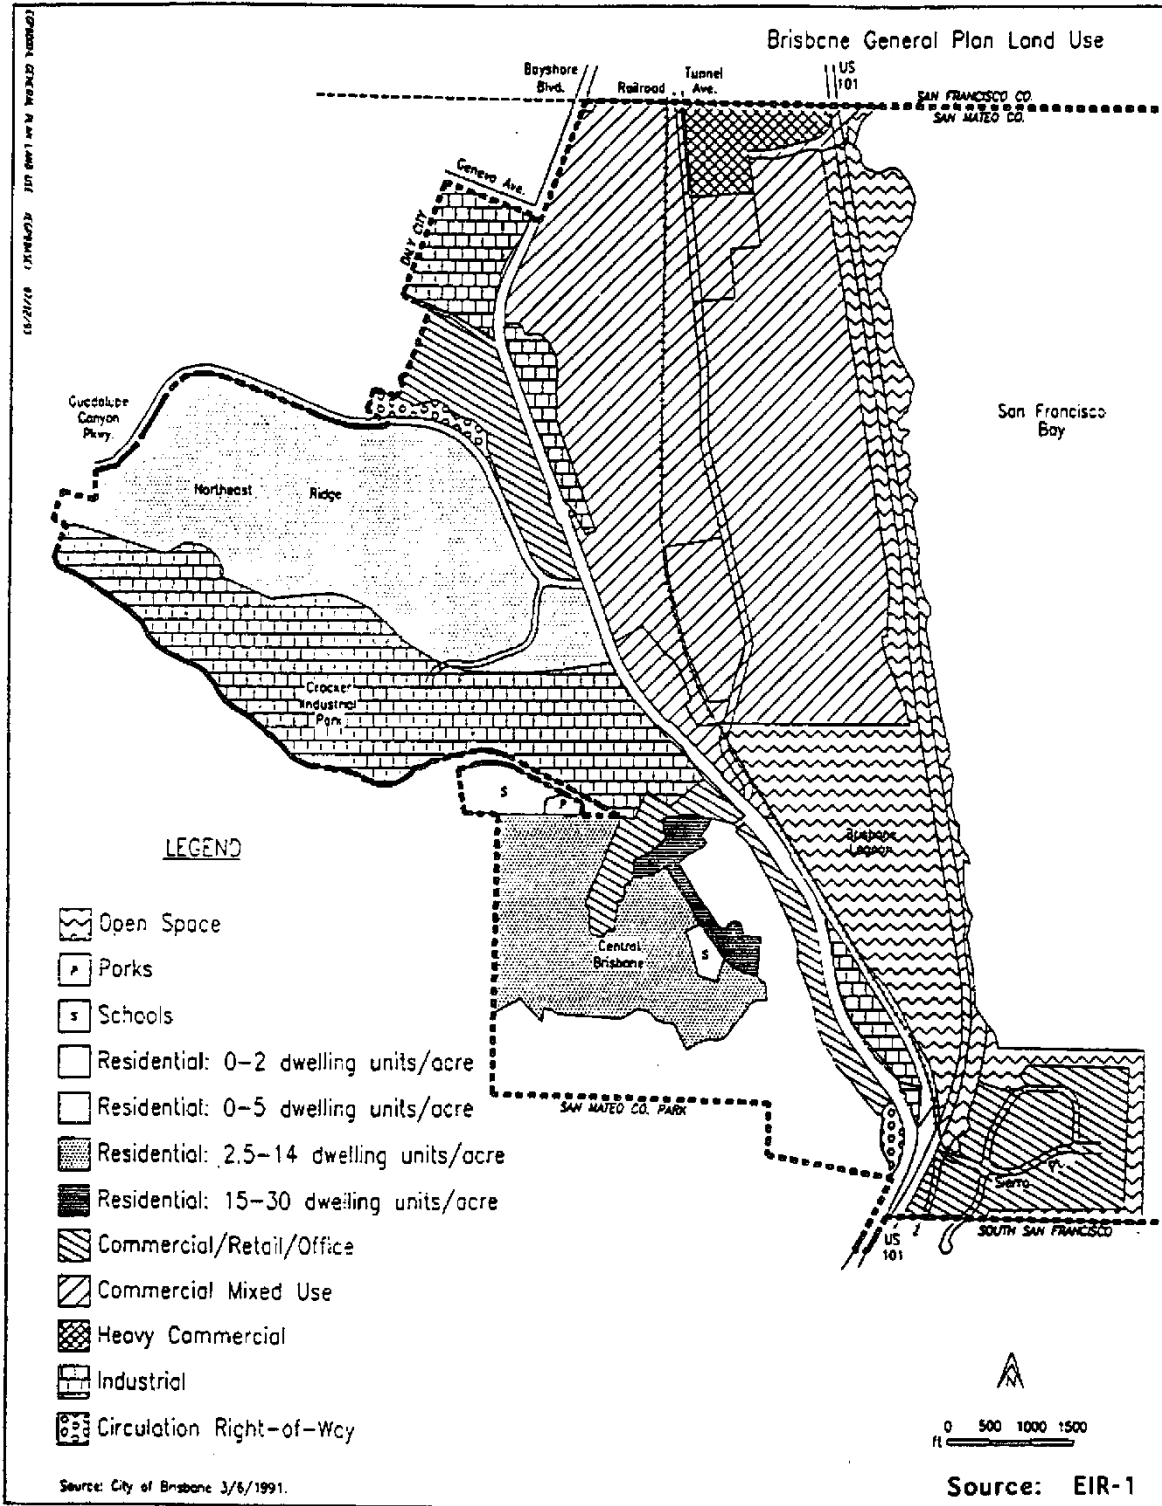 Brisbane General Plan Land Use
Bayshore
Blvd.
Railroad
Tunnel
Ave.
US
101
SAN FRANCISCO CO.
SAN MATEO CO.
Geneva Ave.
DALY CITY
Guadalupe
Canyon
Pkwy.
San Francisco
Bay
Northeast Ridge
Crocker
Industrial
Park
S
P
Brisbane
Lagoon
LEGEND
Central
Brisbane
S
Open Space
P Parks
S Schools
Residential: 0-2 dwelling units/acre
Residential: 0-5 dwelling units/acre
SAN MATEO CO. PARK
Residential: 2.5-14 dwelling units/acre
Residential: 15-30 dwelling units/acre
Sierra
SOUTH SAN FRANCISCO
US
101
Commercial/Retail/Office
Commercial Mixed Use
Heavy Commercial
Industrial
Circulation Right-of-Way
N
0 500 1000 1500
ft
Source: City of Brisbane 3/6/1991.
Source: EIR-1